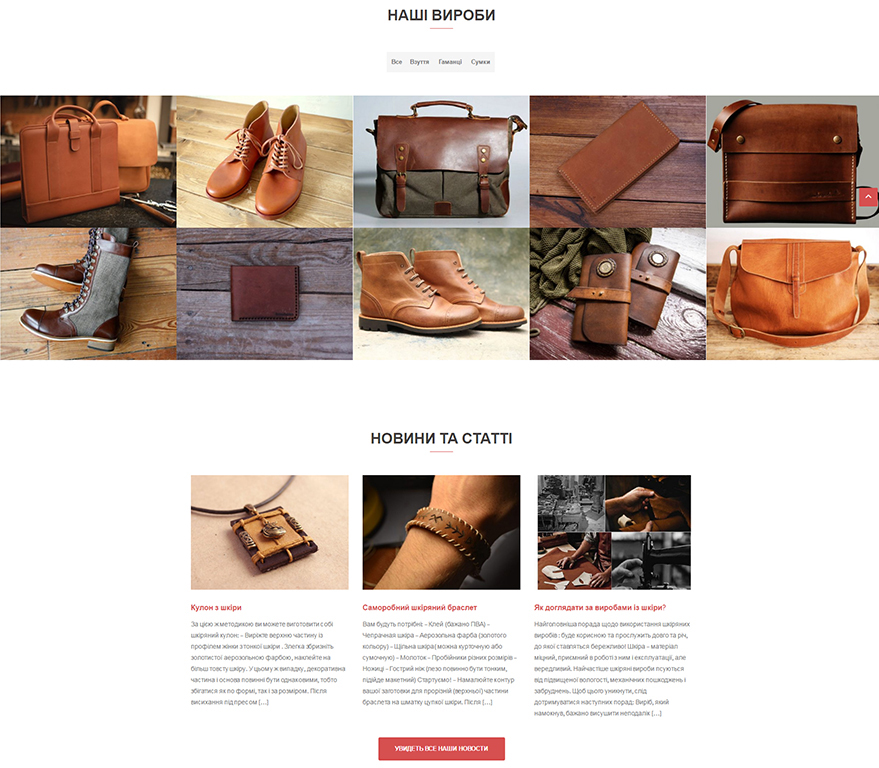 НАШІ ВИРОБИ
Все Взуття Гаманці Сумки
НОВИНИ ТА СТАТТІ
Кулон з шкіри
За цією ж методикою ви можете виготовити собі
шкіряний кулон: – Виріжте верхню частину із
профілем жінки з тонкої шкіри . Злегка збризніть
золотистої аерозольною фарбою, наклейте на
більш товсту шкіру. У цьому ж випадку, декоративна
частина і основа повинні бути однаковими, тобто
збігатися як по формі, так і за розміром. Після
висихання під пресом [...]
Саморобний шкіряний браслет
Вам будуть потрібні: – Клей (бажано ПВА) –
Чепрачная шкіра – Аерозольна фарба (золотого
кольору) – Щільна шкіра( можна курточную або
сумочную) – Молоток – Пробійники різних розмірів –
Ножиці – Гострий ніж (лезо повинно бути тонким,
підійде макетний) Стартуємо! – Намалюйте контур
вашої заготовки для прорізній (верхньої) частини
браслета на шматку цупкої шкіри. Після [...]
Як доглядати за виробами із шкіри?
Найголовніша порада щодо використання шкіряних
виробів : буде корисною та прослужить довго та річ,
до якої ставляться бережливо! Шкіра – матеріал
міцний, приємний в роботі з ним і експлуатації, але
вередливий. Найчастіше шкіряні вироби псуються
від підвищеної вологості, механічних пошкоджень і
забруднень. Щоб цього уникнути, слід
дотримуватися наступних порад: Виріб, який
намокнув, бажано висушити неподалік [...]
УВИДЕТЬ ВСЕ НАШИ НОВОСТИ